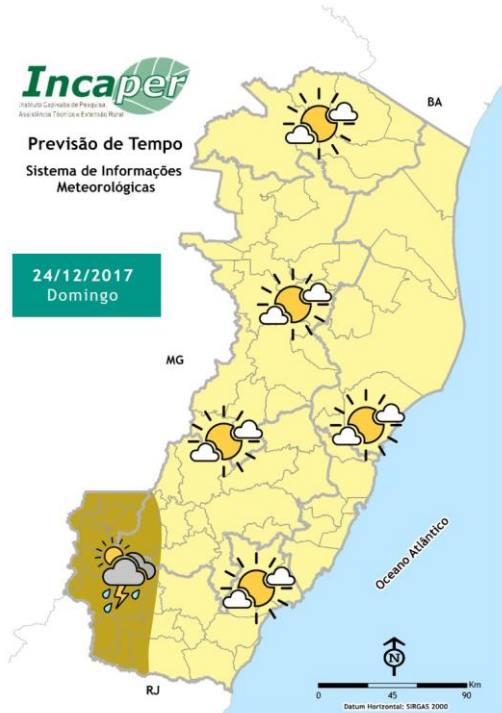 Incaper
Instituto Capixaba de Pesquisa,
Assistência Técnica e Extensão Rural
Previsão de Tempo
Sistema de Informações
Meteorológicas
24/12/2017
Domingo
BA
MG
Oceano Atlântico
RJ
N
Km
0 45 90
Datum Horizontal: SIRGAS 2000